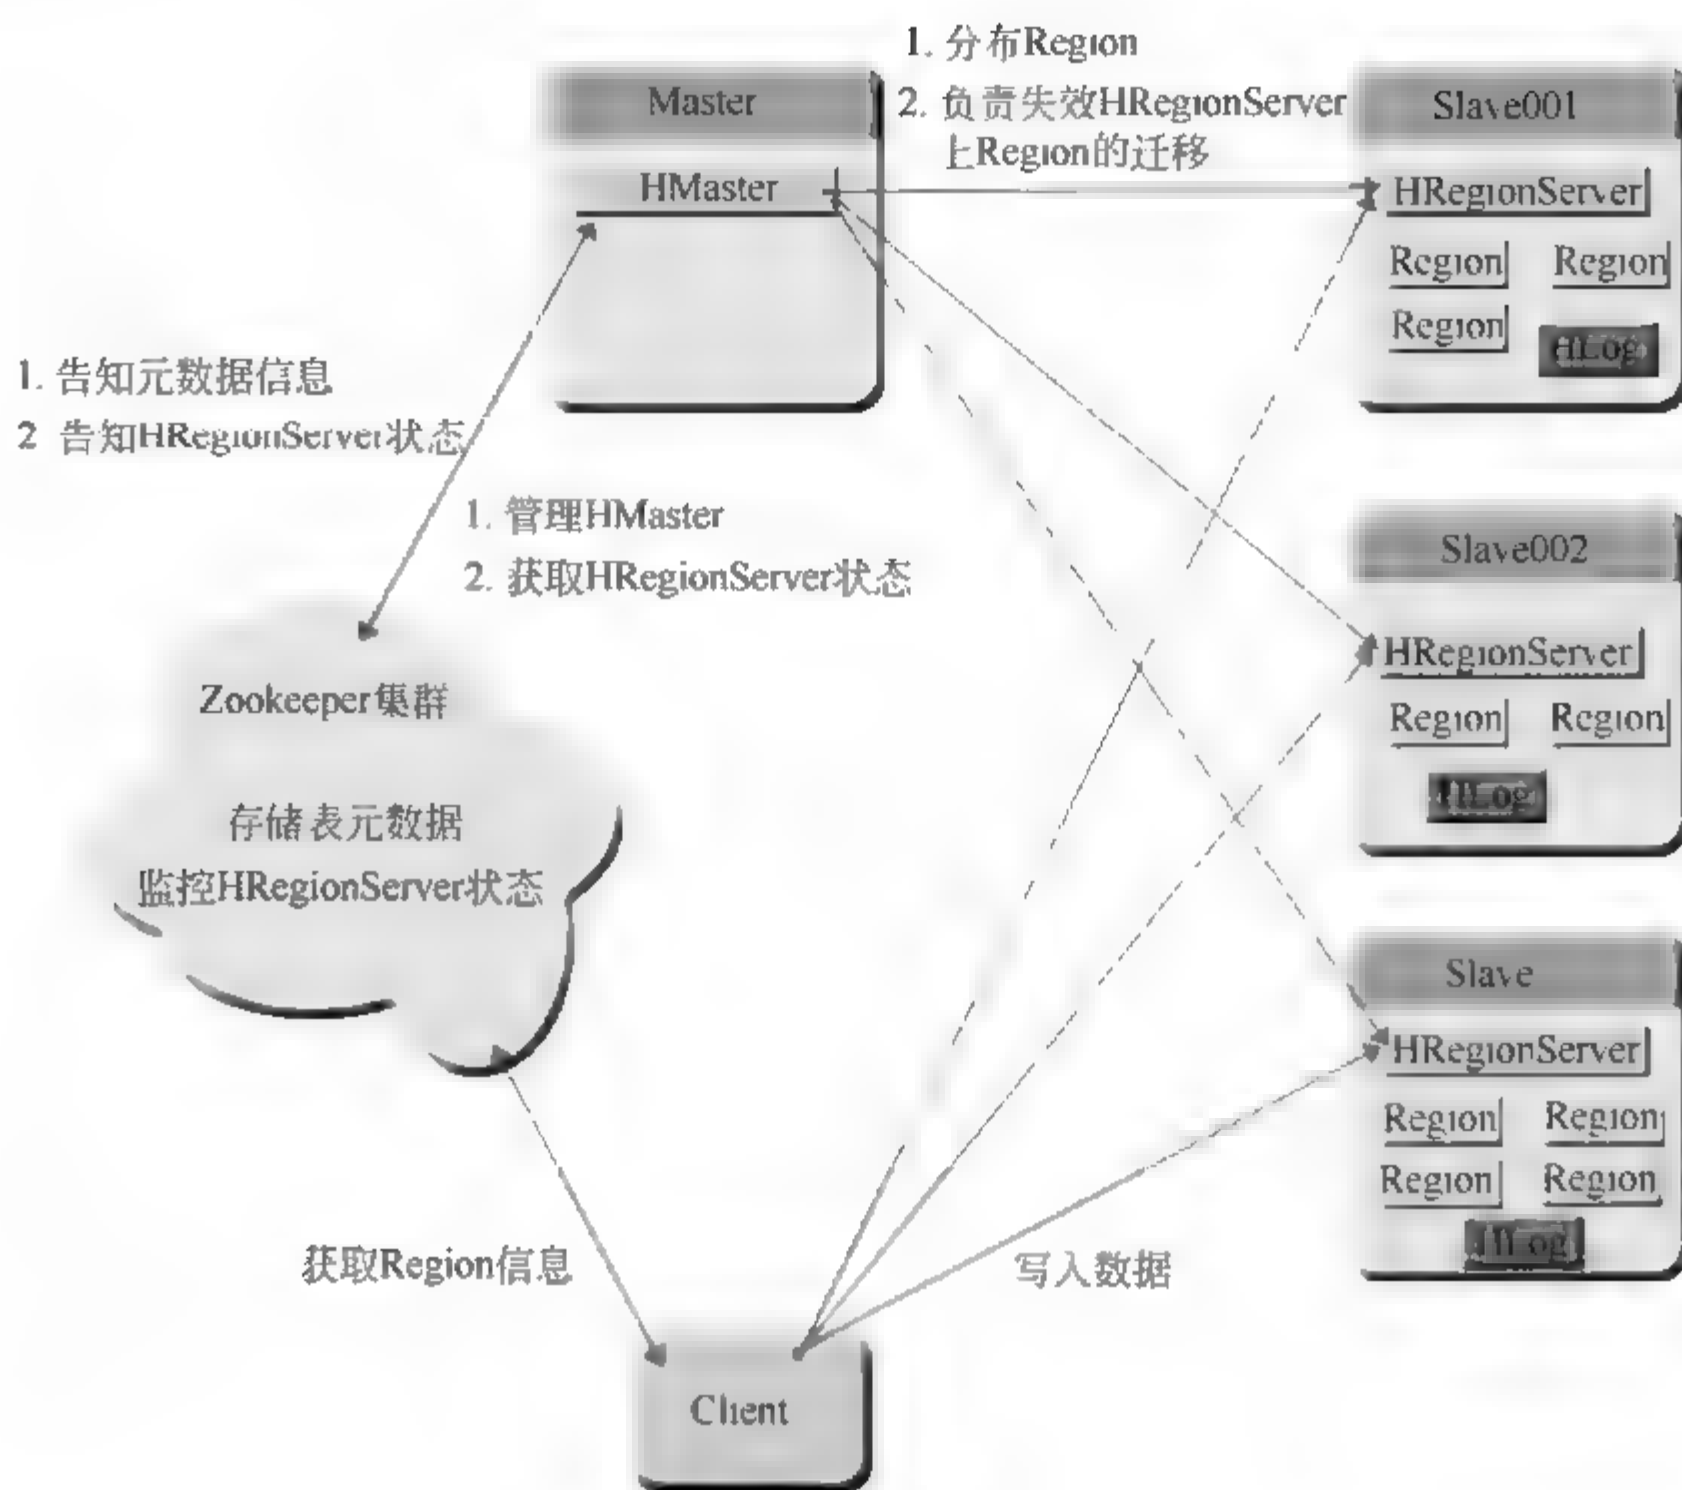 1. 分布Region
2. 负责失效HRegionServer
上Region的迁移
Master
HMaster
Slave001
HRegionServer
Region Region
Region
HLog
1. 告知元数据信息
2 告知HRegionServer状态
1. 管理HMaster
2. 获取HRegionServer状态
Slave002
HRegionServer
Region Region
HLog
Zookeeper集群
存储表元数据
监控HRegionServer状态
Slave
HRegionServer
Region Region
Region Region
HLog
获取Region信息
写入数据
Client